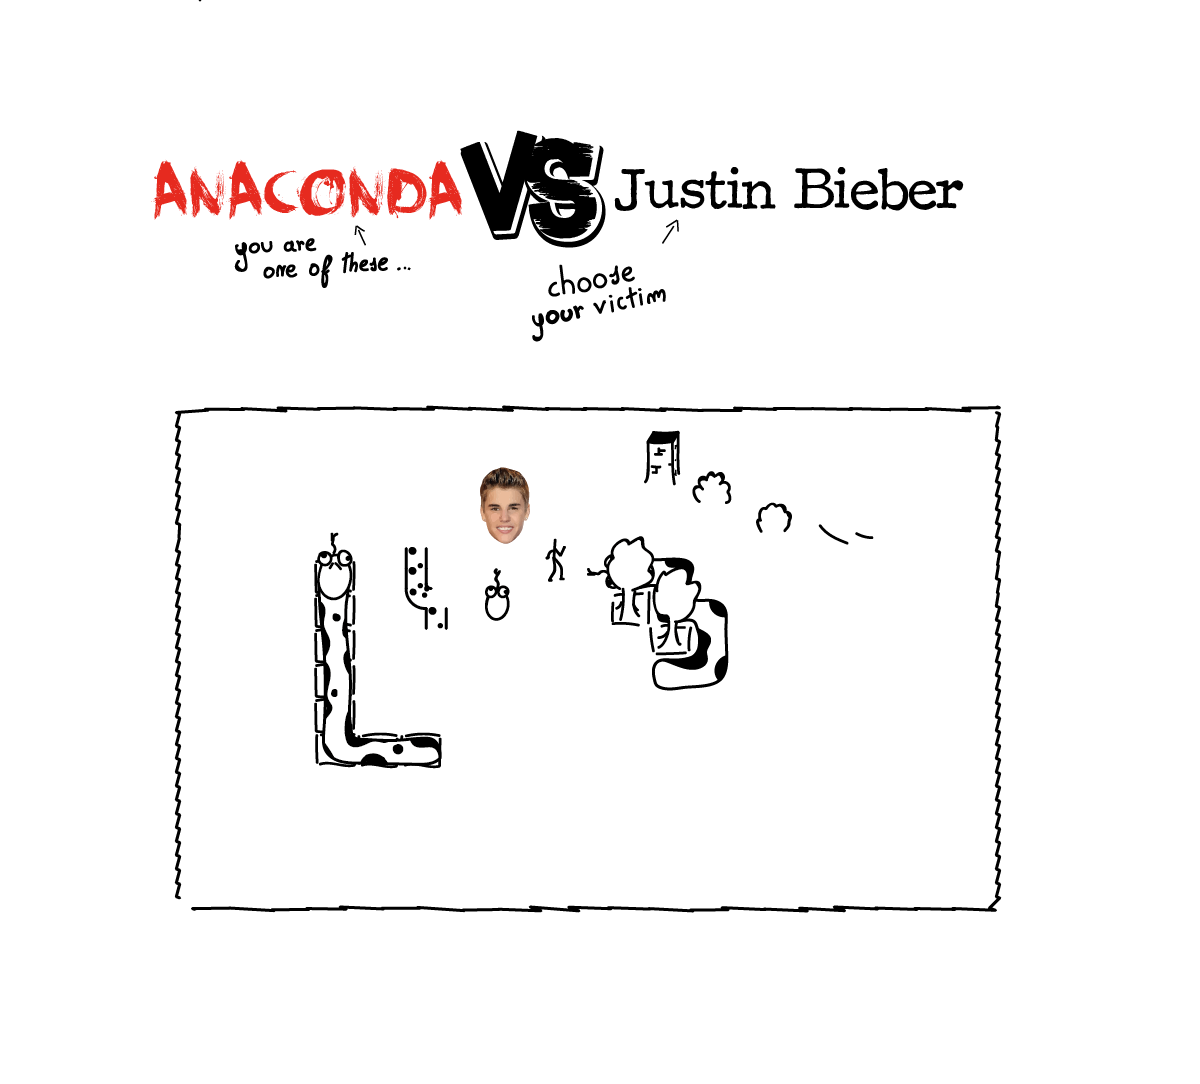 ANACONDA VS Justin Bieber
you are
one of these ...
choose
your victim